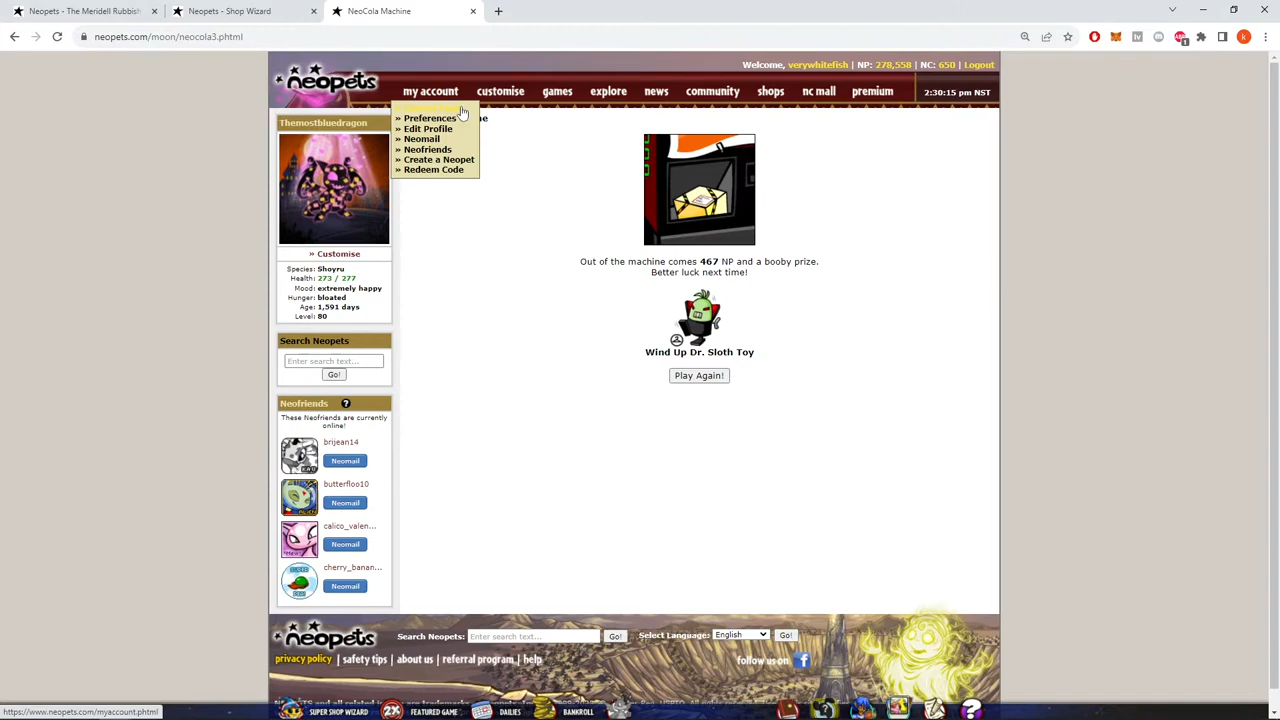 Neopets - The Meridell Rubbish
Neopets - Shop Wizard
NeoCola Machine
neopets.com/moon/neocola3.phtml
Welcome, verywhitefish | NP: 278,558 | NC: 650 | Logout
neopets
my account customise games explore news community shops nc mall premium
2:30:15 pm NST
Themostbluedragon
» Preferences
» Edit Profile
» Neomail
» Neofriends
» Create a Neopet
» Redeem Code
» Customise
Species: Shoyru
Health: 273 / 277
Mood: extremely happy
Hunger: bloated
Age: 1,591 days
Level: 80
Out of the machine comes 467 NP and a booby prize.
Better luck next time!
Wind Up Dr. Sloth Toy
Play Again!
Search Neopets
Enter search text...
Go!
Neofriends ?
These Neofriends are currently
online!
brijean14
Neomail
butterfloo10
Neomail
calico_valen...
Neomail
cherry_banan...
Neomail
neopets
Search Neopets: Enter search text... Go! Select Language: English Go!
privacy policy | safety tips | about us | referral program | help
follow us on f
https://www.neopets.com/myaccount.phtml
SUPER SHOP WIZARD
2X FEATURED GAME
DAILIES
BANKROLL